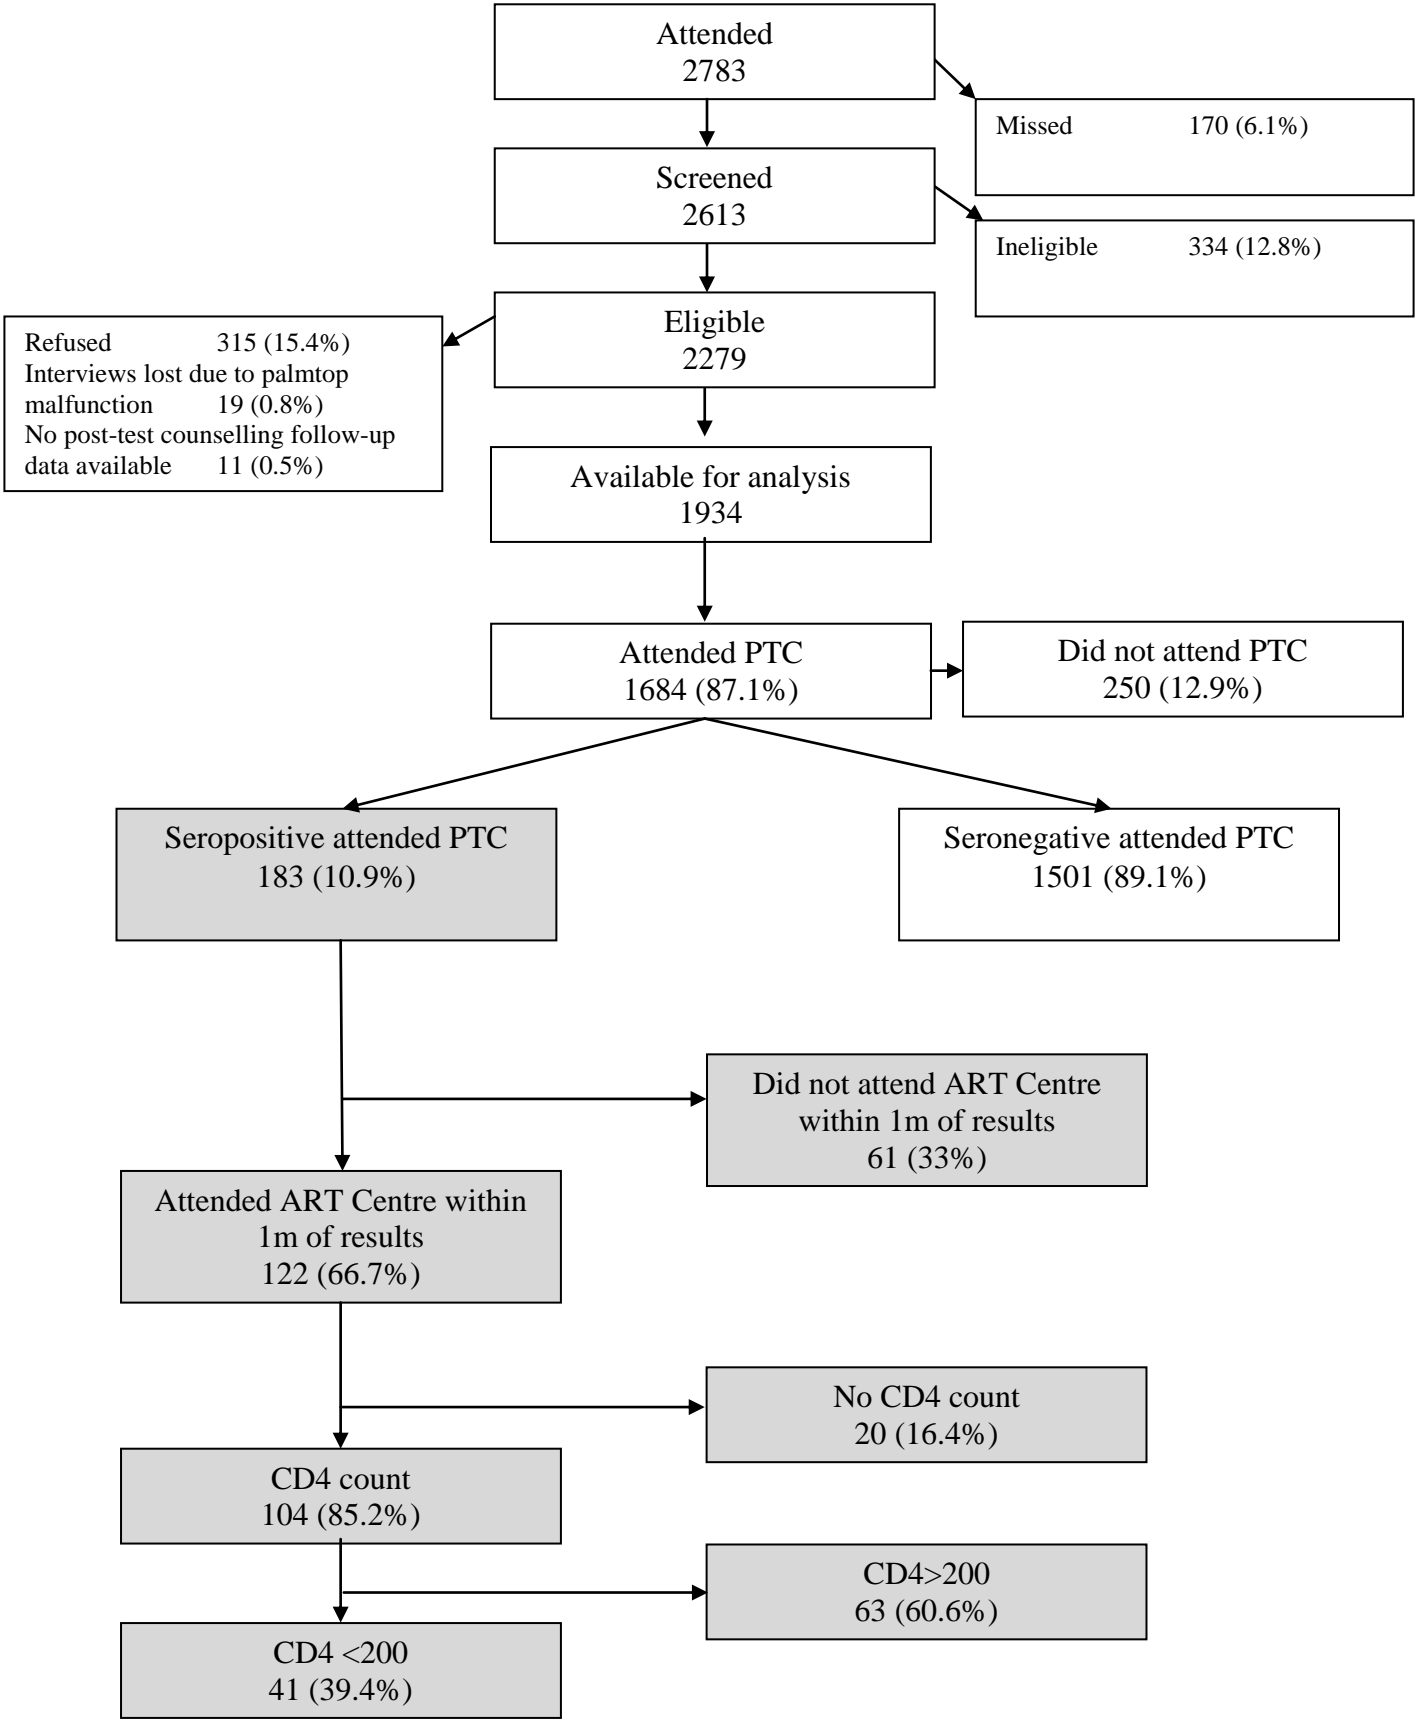 Attended
2783
Missed 170 (6.1%)
Screened
2613
Ineligible 334 (12.8%)
Eligible
2279
Refused 315 (15.4%)
Interviews lost due to palmtop
malfunction 19 (0.8%)
No post-test counselling follow-up
data available 11 (0.5%)
Available for analysis
1934
Attended PTC
1684 (87.1%)
Did not attend PTC
250 (12.9%)
Seropositive attended PTC
183 (10.9%)
Seronegative attended PTC
1501 (89.1%)
Did not attend ART Centre
within 1m of results
61 (33%)
Attended ART Centre within
1m of results
122 (66.7%)
No CD4 count
20 (16.4%)
CD4 count
104 (85.2%)
CD4>200
63 (60.6%)
CD4 <200
41 (39.4%)